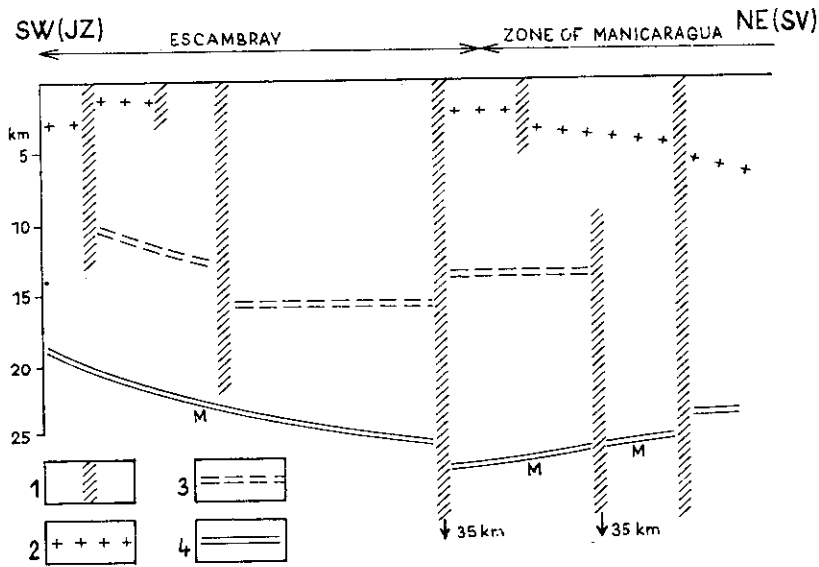 SW(JZ)
ESCAMBRAY
ZONE OF MANICARAGUA
NE(SV)
km
5
10
15
20
25
M
M
M
1
3
2
4
35 km
35 km